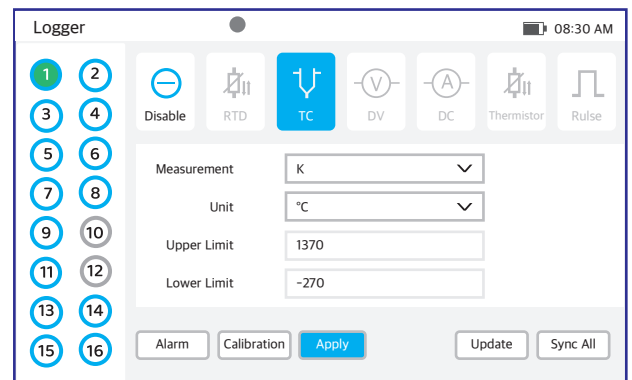 Logger 08:30 AM
1 2
3 4
5 6
7 8
9 10
11 12
13 14
15 16
Disable RTD TC DV DC Thermistor Rulse
V A
Measurement K
Unit °C
Upper Limit 1370
Lower Limit -270
Alarm Calibration Apply Update Sync All